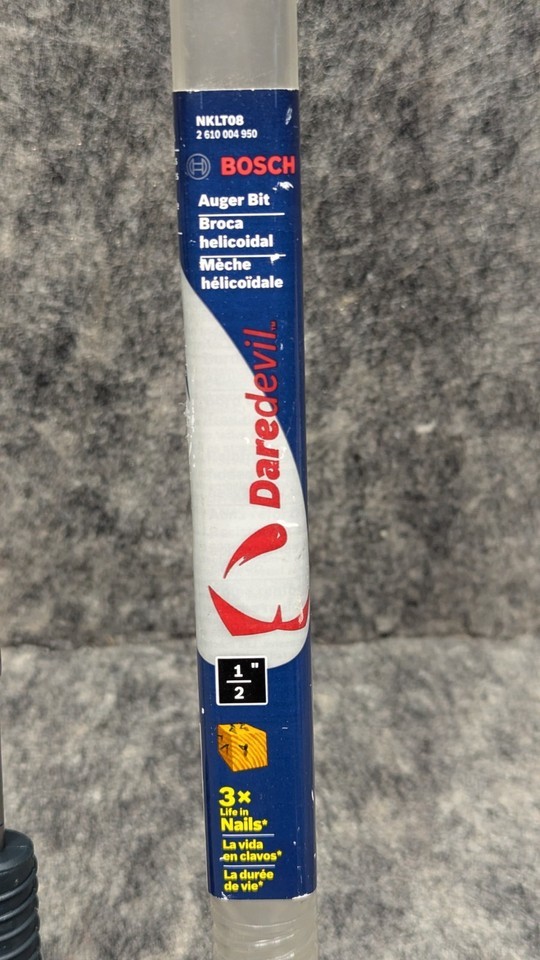 NKLT08
2 610 004 950
BOSCH
Auger Bit
Broca
helicoidal
Mèche
hélicoïdale
Daredevil™
1/2"
3x
Life in
Nails*
La vida
en clavos*
La durée
de vie*